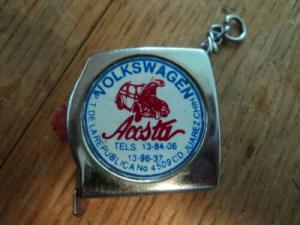 VOLKSWAGEN
Acosta
TELS. 13-84-06
13-96-37
T. DE LA REPUBLICA No 4509 CD. JUAREZ, CHIH.